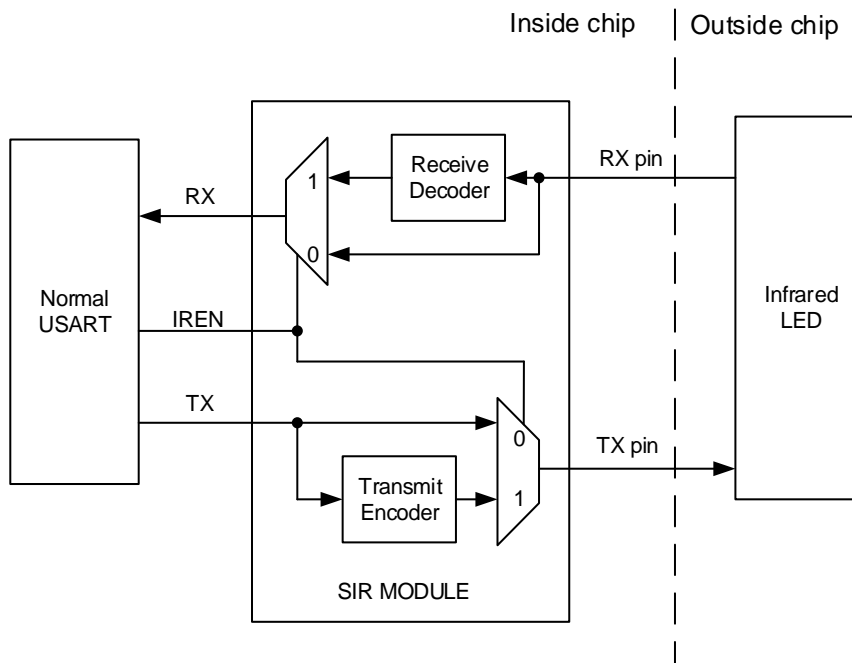 Inside chip
Outside chip
Receive
Decoder
RX pin
1
RX
0
Normal
USART
IREN
Infrared
LED
TX
0
TX pin
Transmit
Encoder
1
SIR MODULE